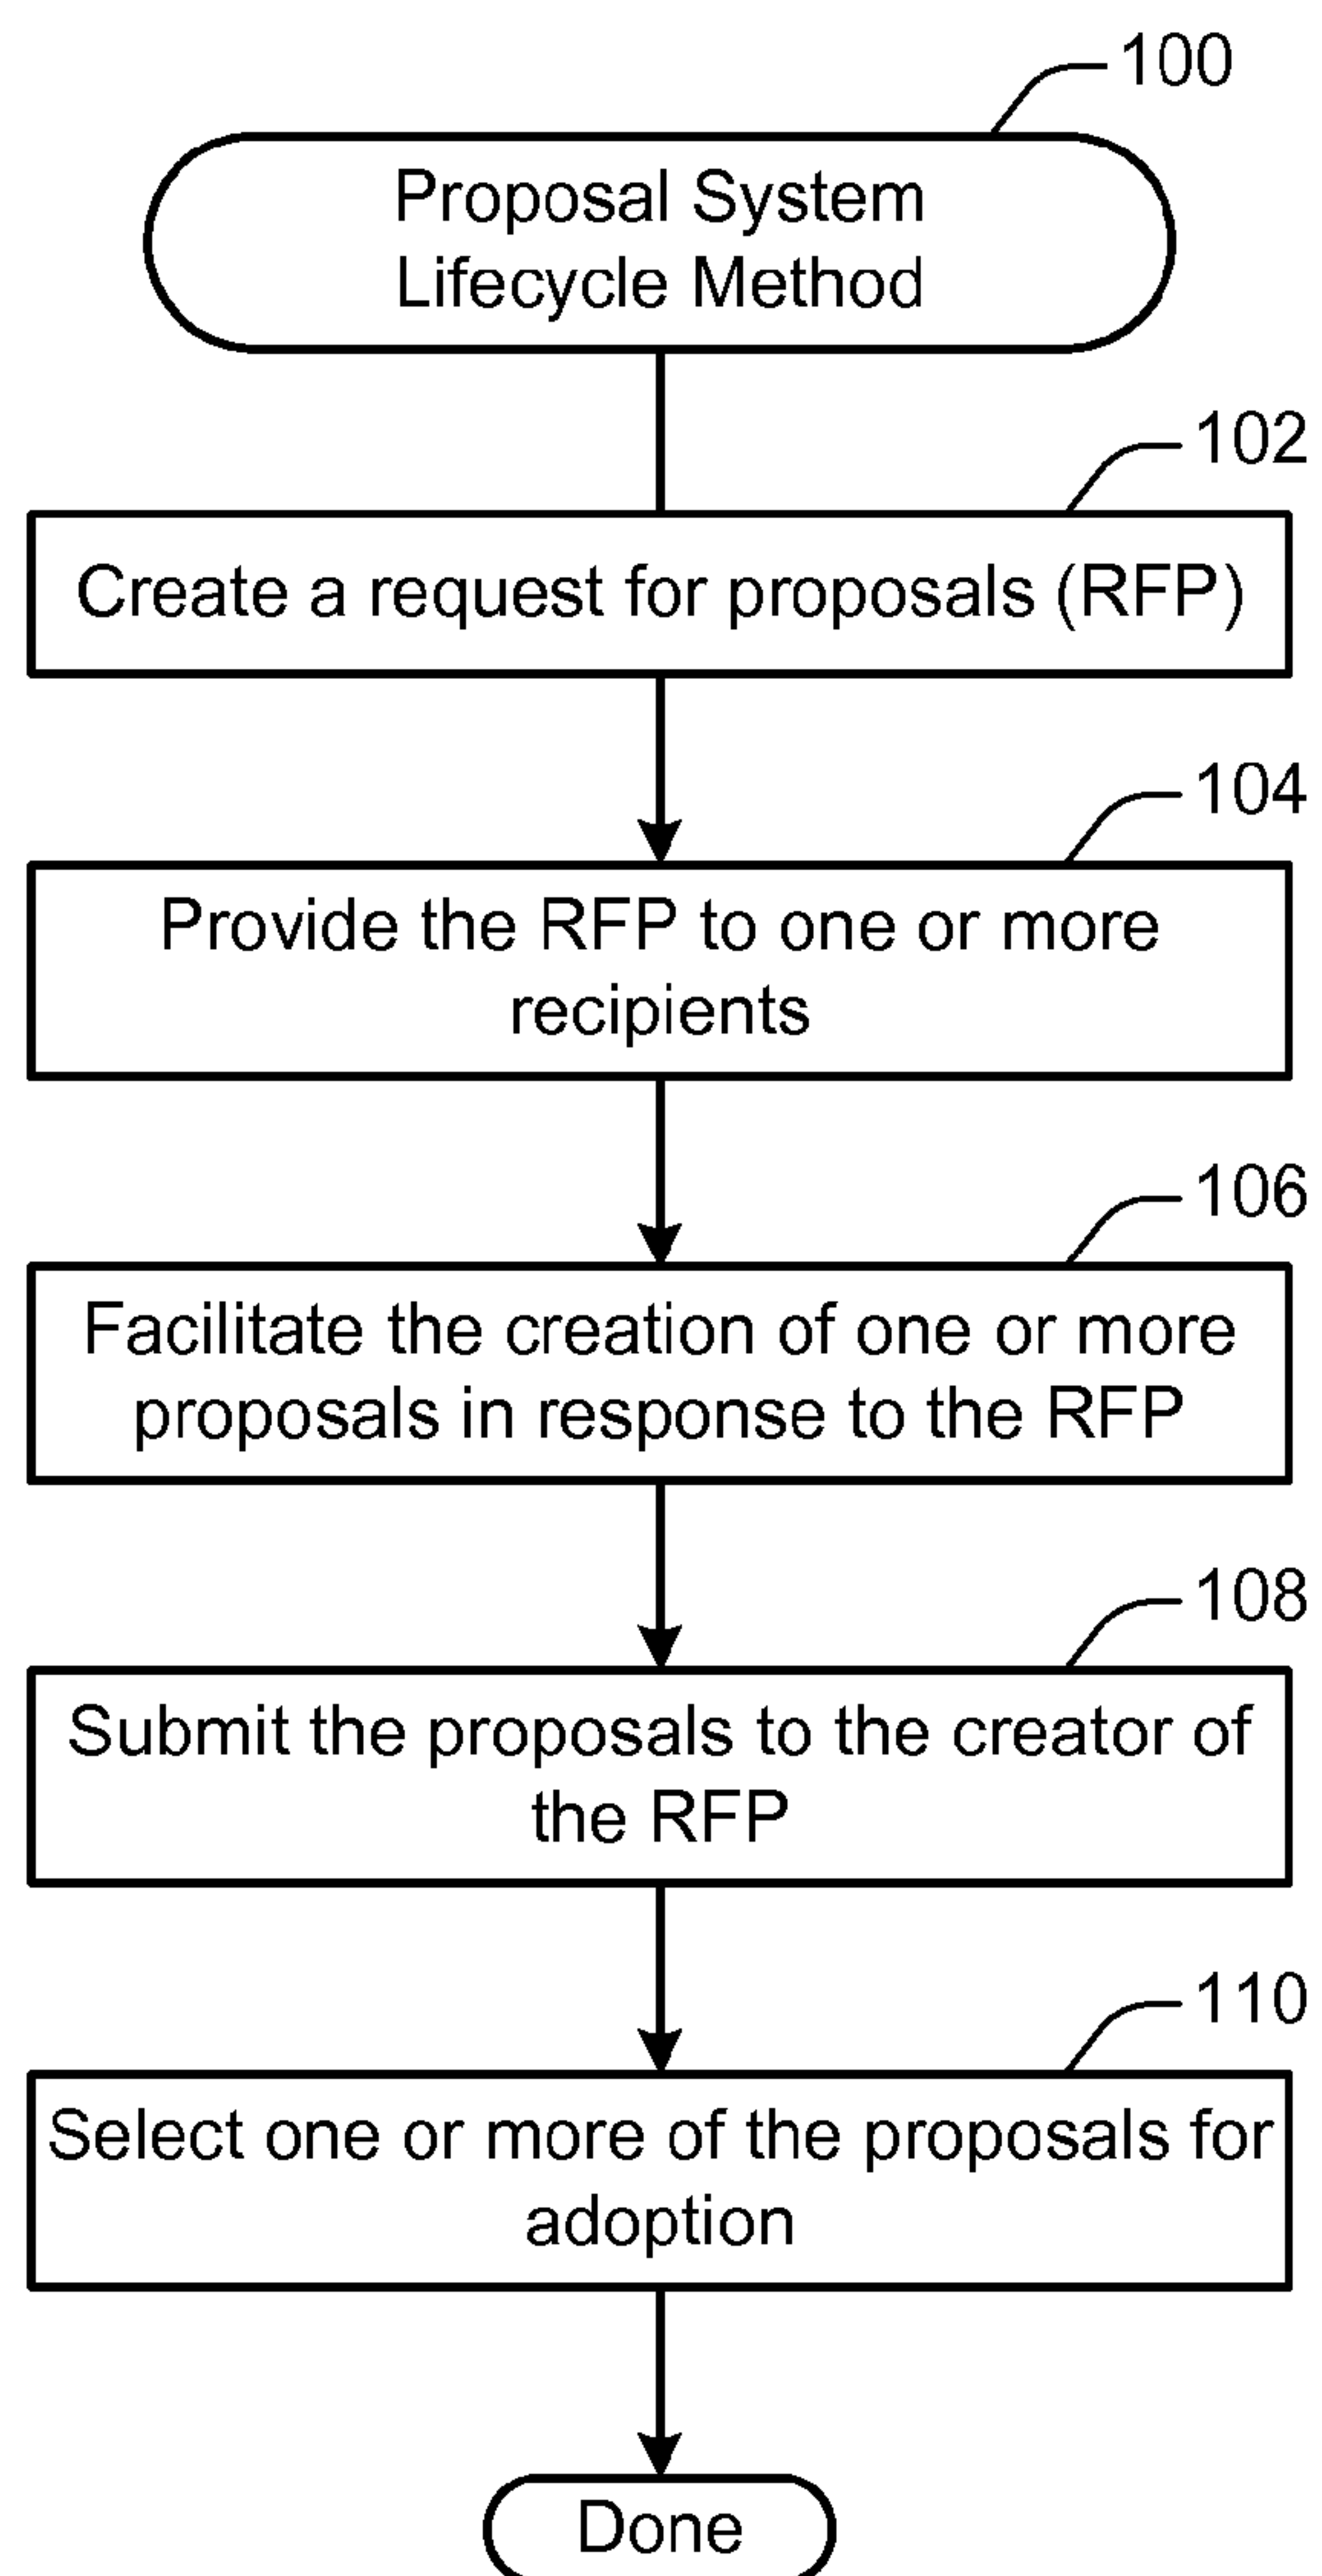 100
Proposal System
Lifecycle Method
102
Create a request for proposals (RFP)
104
Provide the RFP to one or more
recipients
106
Facilitate the creation of one or more
proposals in response to the RFP
108
Submit the proposals to the creator of
the RFP
110
Select one or more of the proposals for
adoption
Done